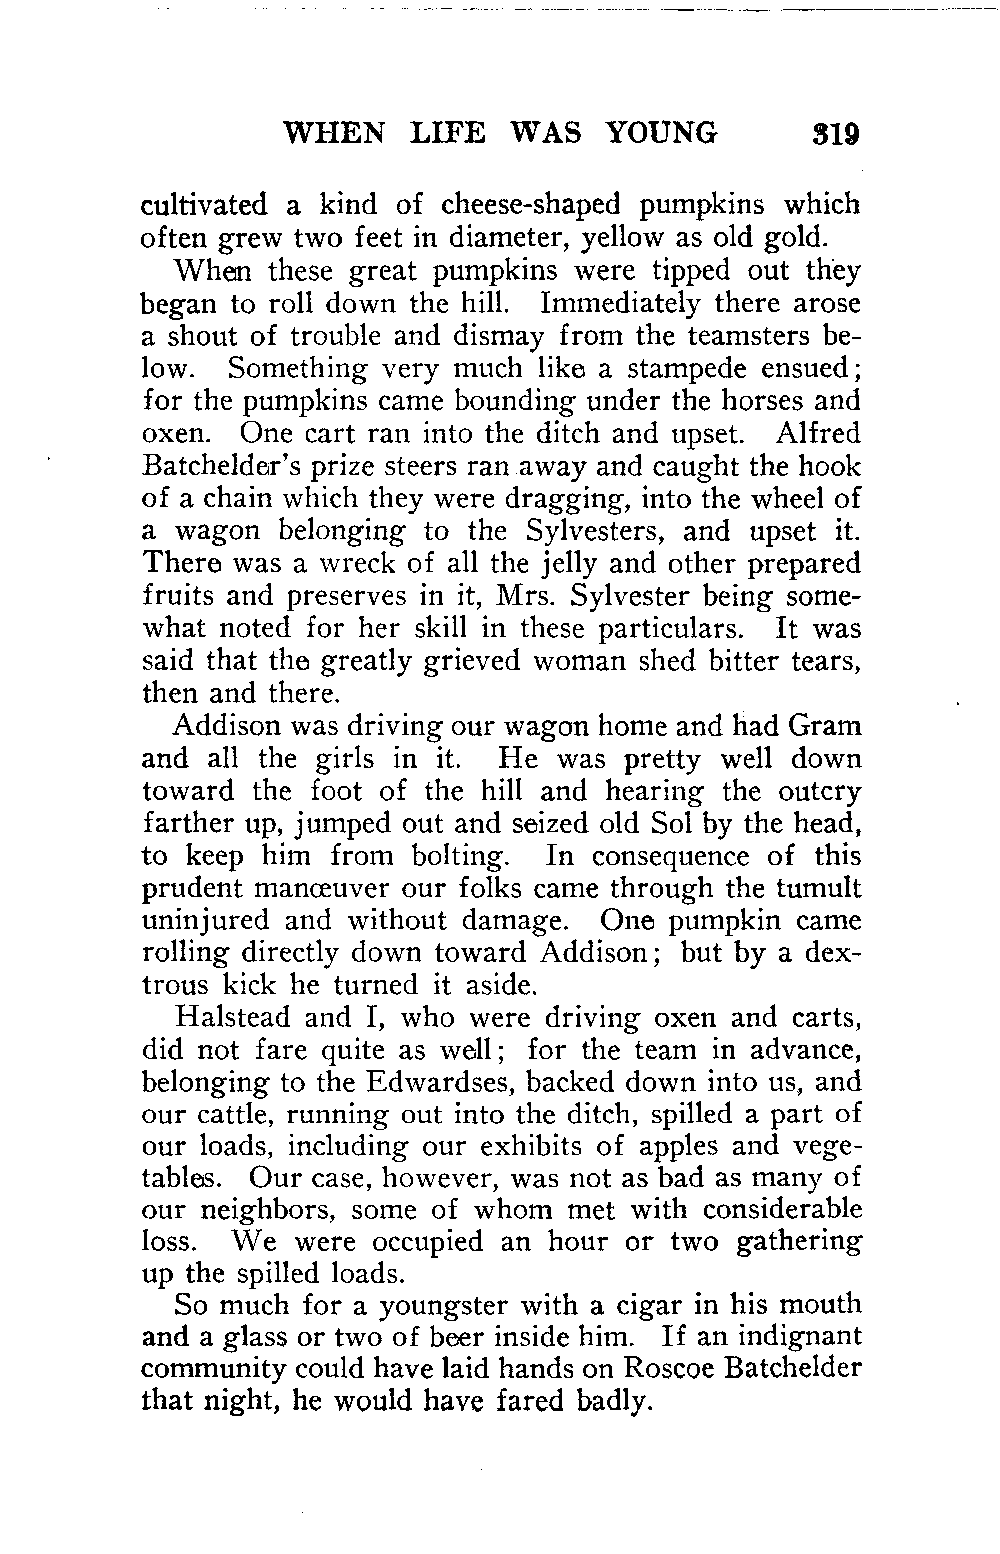 WHEN LIFE WAS YOUNG 319
cultivated a kind of cheese-shaped pumpkins which
often grew two feet in diameter, yellow as old gold.
When these great pumpkins were tipped out they
began to roll down the hill. Immediately there arose
a shout of trouble and dismay from the teamsters be-
low. Something very much like a stampede ensued;
for the pumpkins came bounding under the horses and
oxen. One cart ran into the ditch and upset. Alfred
Batchelder's prize steers ran away and caught the hook
of a chain which they were dragging, into the wheel of
a wagon belonging to the Sylvesters, and upset it.
There was a wreck of all the jelly and other prepared
fruits and preserves in it, Mrs. Sylvester being some-
what noted for her skill in these particulars. It was
said that the greatly grieved woman shed bitter tears,
then and there.
Addison was driving our wagon home and had Gram
and all the girls in it. He was pretty well down
toward the foot of the hill and hearing the outcry
farther up, jumped out and seized old Sol by the head,
to keep him from bolting. In consequence of this
prudent manœuver our folks came through the tumult
uninjured and without damage. One pumpkin came
rolling directly down toward Addison; but by a dex-
trous kick he turned it aside.
Halstead and I, who were driving oxen and carts,
did not fare quite as well; for the team in advance,
belonging to the Edwardses, backed down into us, and
our cattle, running out into the ditch, spilled a part of
our loads, including our exhibits of apples and vege-
tables. Our case, however, was not as bad as many of
our neighbors, some of whom met with considerable
loss. We were occupied an hour or two gathering
up the spilled loads.
So much for a youngster with a cigar in his mouth
and a glass or two of beer inside him. If an indignant
community could have laid hands on Roscoe Batchelder
that night, he would have fared badly.